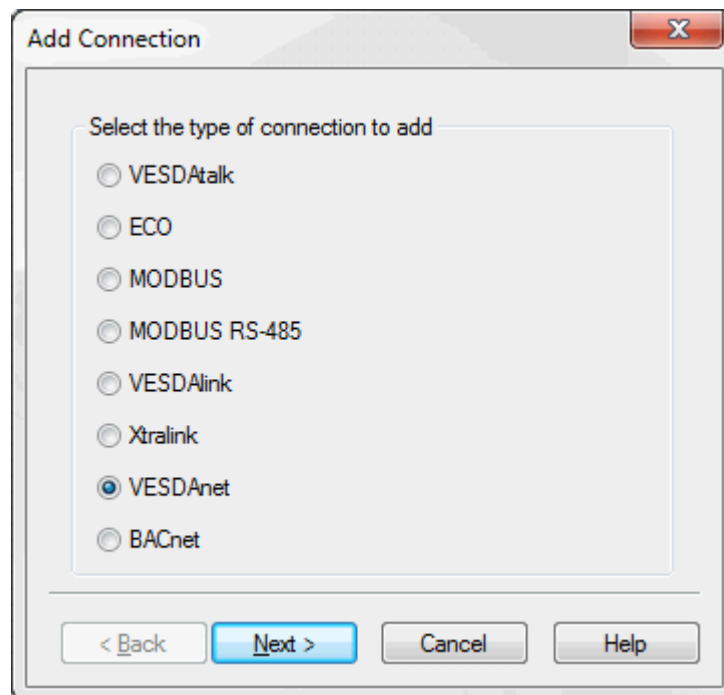 Add Connection
Select the type of connection to add
VESDAtalk
ECO
MODBUS
MODBUS RS-485
VESDAlink
Xtralink
VESDAnet
BACnet
< Back Next > Cancel Help